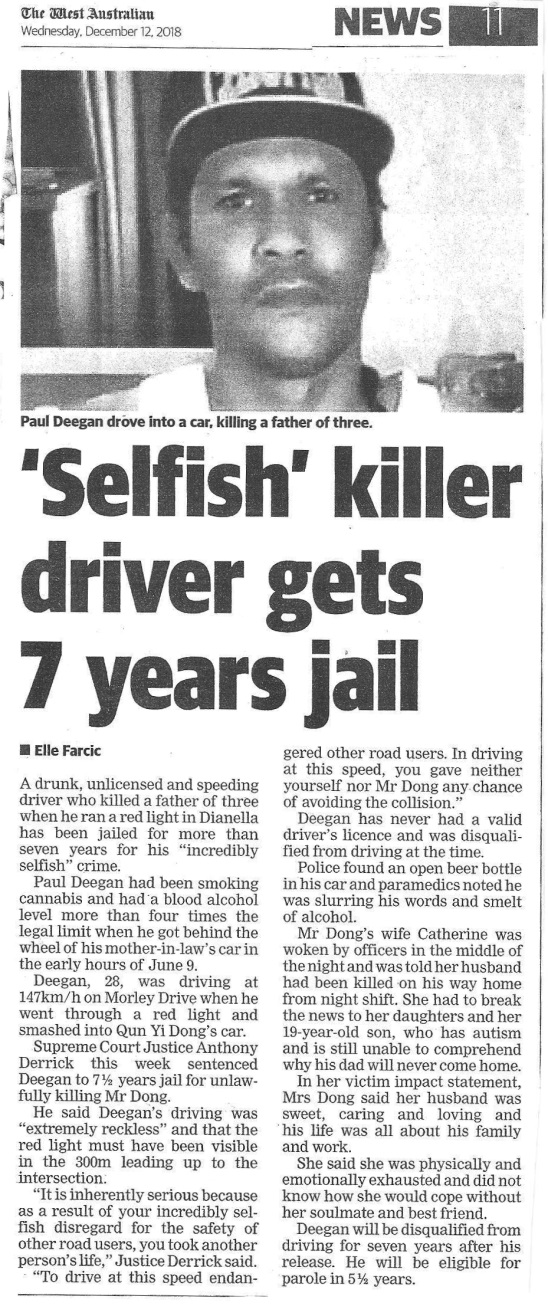 The West Australian
Wednesday, December 12, 2018
NEWS 11
Paul Deegan drove into a car, killing a father of three.
‘Selfish’ killer
driver gets
7 years jail
■ Elle Farcic
A drunk, unlicensed and speeding
driver who killed a father of three
when he ran a red light in Dianella
has been jailed for more than
seven years for his “incredibly
selfish” crime.
Paul Deegan had been smoking
cannabis and had a blood alcohol
level more than four times the
legal limit when he got behind the
wheel of his mother-in-law’s car in
the early hours of June 9.
Deegan, 28, was driving at
147km/h on Morley Drive when he
went through a red light and
smashed into Qun Yi Dong’s car.
Supreme Court Justice Anthony
Derrick this week sentenced
Deegan to 7½ years jail for unlaw-
fully killing Mr Dong.
He said Deegan’s driving was
“extremely reckless” and that the
red light must have been visible
in the 300m leading up to the
intersection.
“It is inherently serious because
as a result of your incredibly sel-
fish disregard for the safety of
other road users, you took another
person’s life,” Justice Derrick said.
“To drive at this speed endan-
gered other road users. In driving
at this speed, you gave neither
yourself nor Mr Dong any chance
of avoiding the collision.”
Deegan has never had a valid
driver’s licence and was disquali-
fied from driving at the time.
Police found an open beer bottle
in his car and paramedics noted he
was slurring his words and smelt
of alcohol.
Mr Dong’s wife Catherine was
woken by officers in the middle of
the night and was told her husband
had been killed on his way home
from night shift. She had to break
the news to her daughters and her
19-year-old son, who has autism
and is still unable to comprehend
why his dad will never come home.
In her victim impact statement,
Mrs Dong said her husband was
sweet, caring and loving and
his life was all about his family
and work.
She said she was physically and
emotionally exhausted and did not
know how she would cope without
her soulmate and best friend.
Deegan will be disqualified from
driving for seven years after his
release. He will be eligible for
parole in 5½ years.